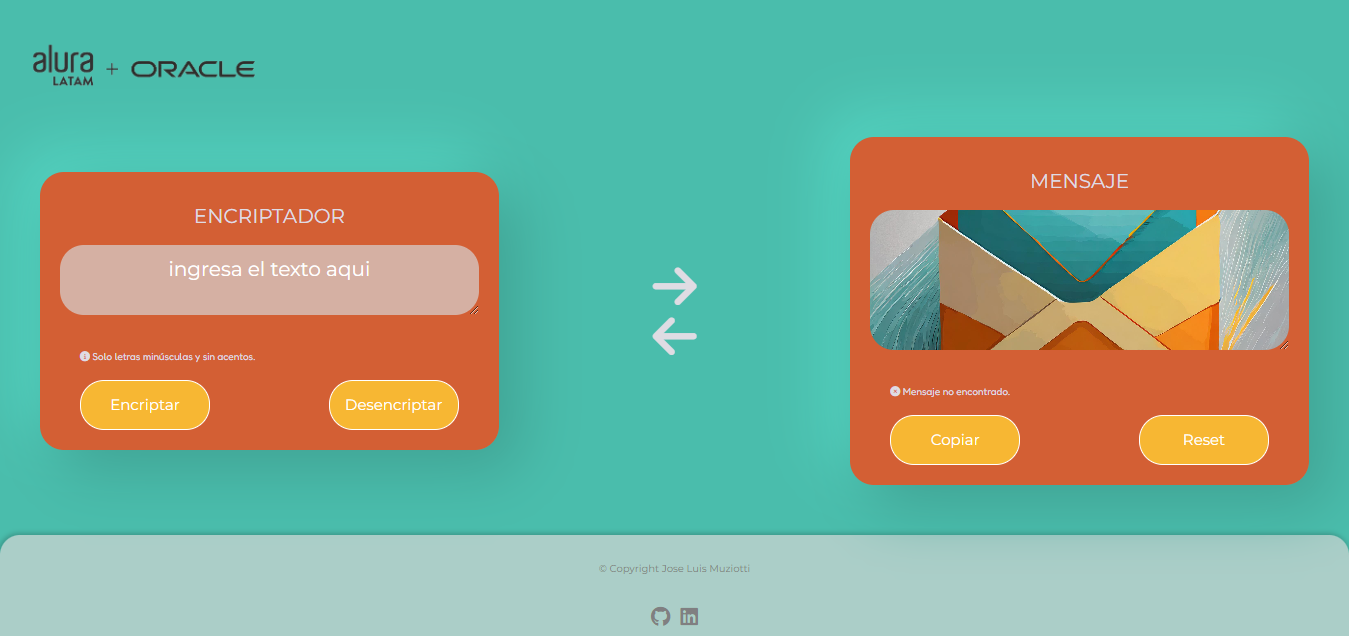 alura
LATAM + ORACLE
ENCRIPTADOR
ingresa el texto aqui
Solo letras minúsculas y sin acentos.
Encriptar Desencriptar
MENSAJE
Mensaje no encontrado.
Copiar Reset
© Copyright Jose Luis Muziotti